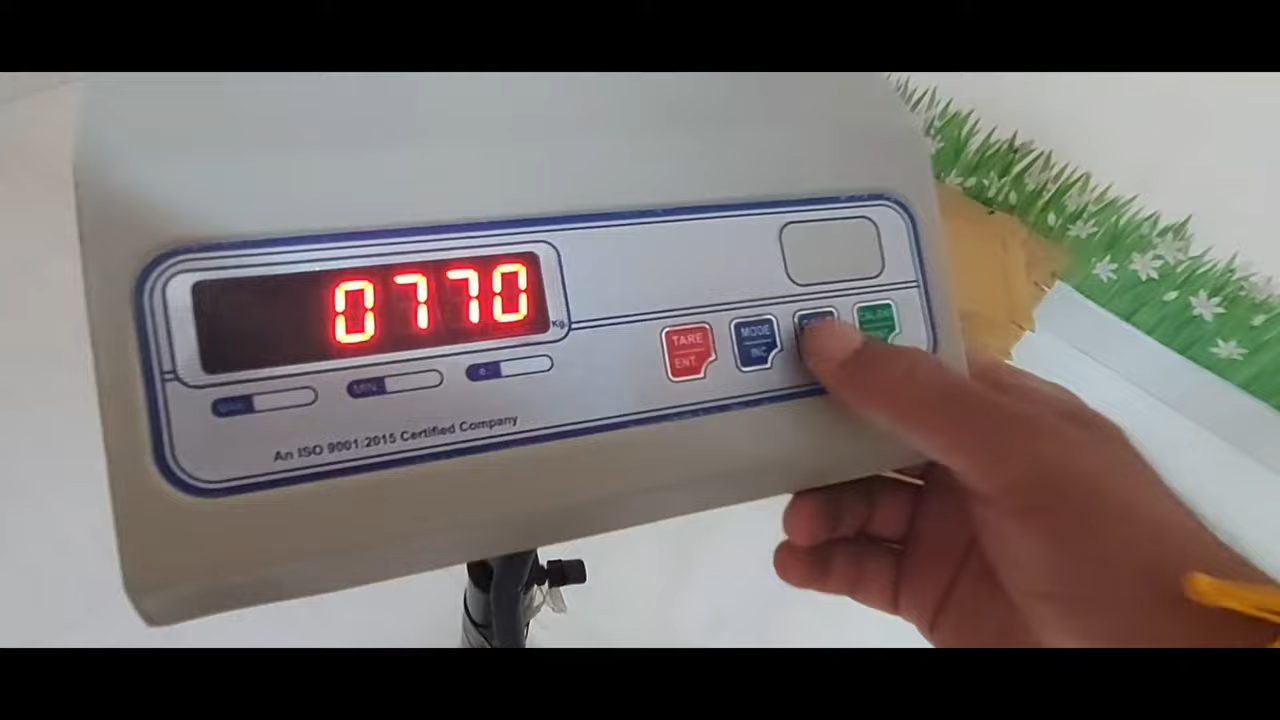 0770
Kg.
TARE
ENT.
MODE
INC
MIN.
e.
An ISO 9001:2015 Certified Company